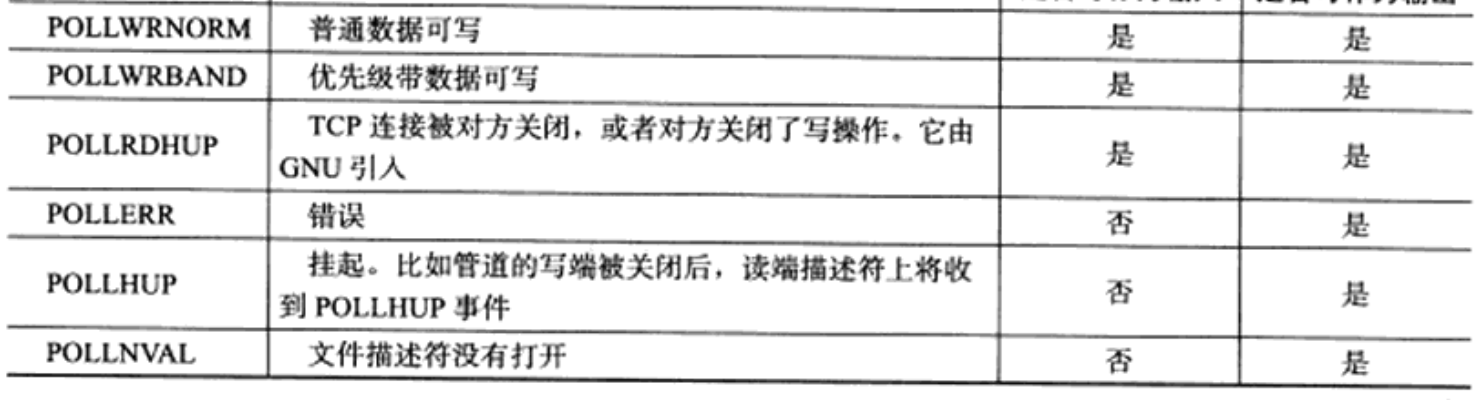 POLLWRNORM 普通数据可写 是 是
POLLWRBAND 优先级带数据可写 是 是
POLLRDHUP TCP 连接被对方关闭，或者对方关闭了写操作。它由 是 是
GNU 引入
POLLERR 错误 否 是
POLLHUP 挂起。比如管道的写端被关闭后，读端描述符上将收 否 是
到 POLLHUP 事件
POLLNVAL 文件描述符没有打开 否 是